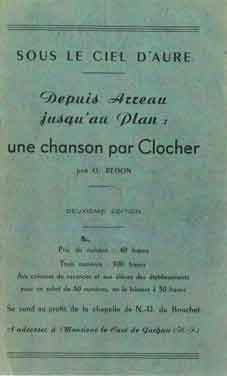 SOUS LE CIEL D'AURE
Depuis Arreau
jusqu'au Plan :
une chanson par Clocher
par
DEUXIÈME ÉDITION
Prix du numéro : 40 francs
Trois numéros : 100 francs
Aux colonies de vacances et aux élèves des établissements
pour un achat de 50 numéros, on le laissera à 30 francs
Se vend au profit de la chapelle de N.-D. du Bouchet
S'adresser à Monsieur le Curé de